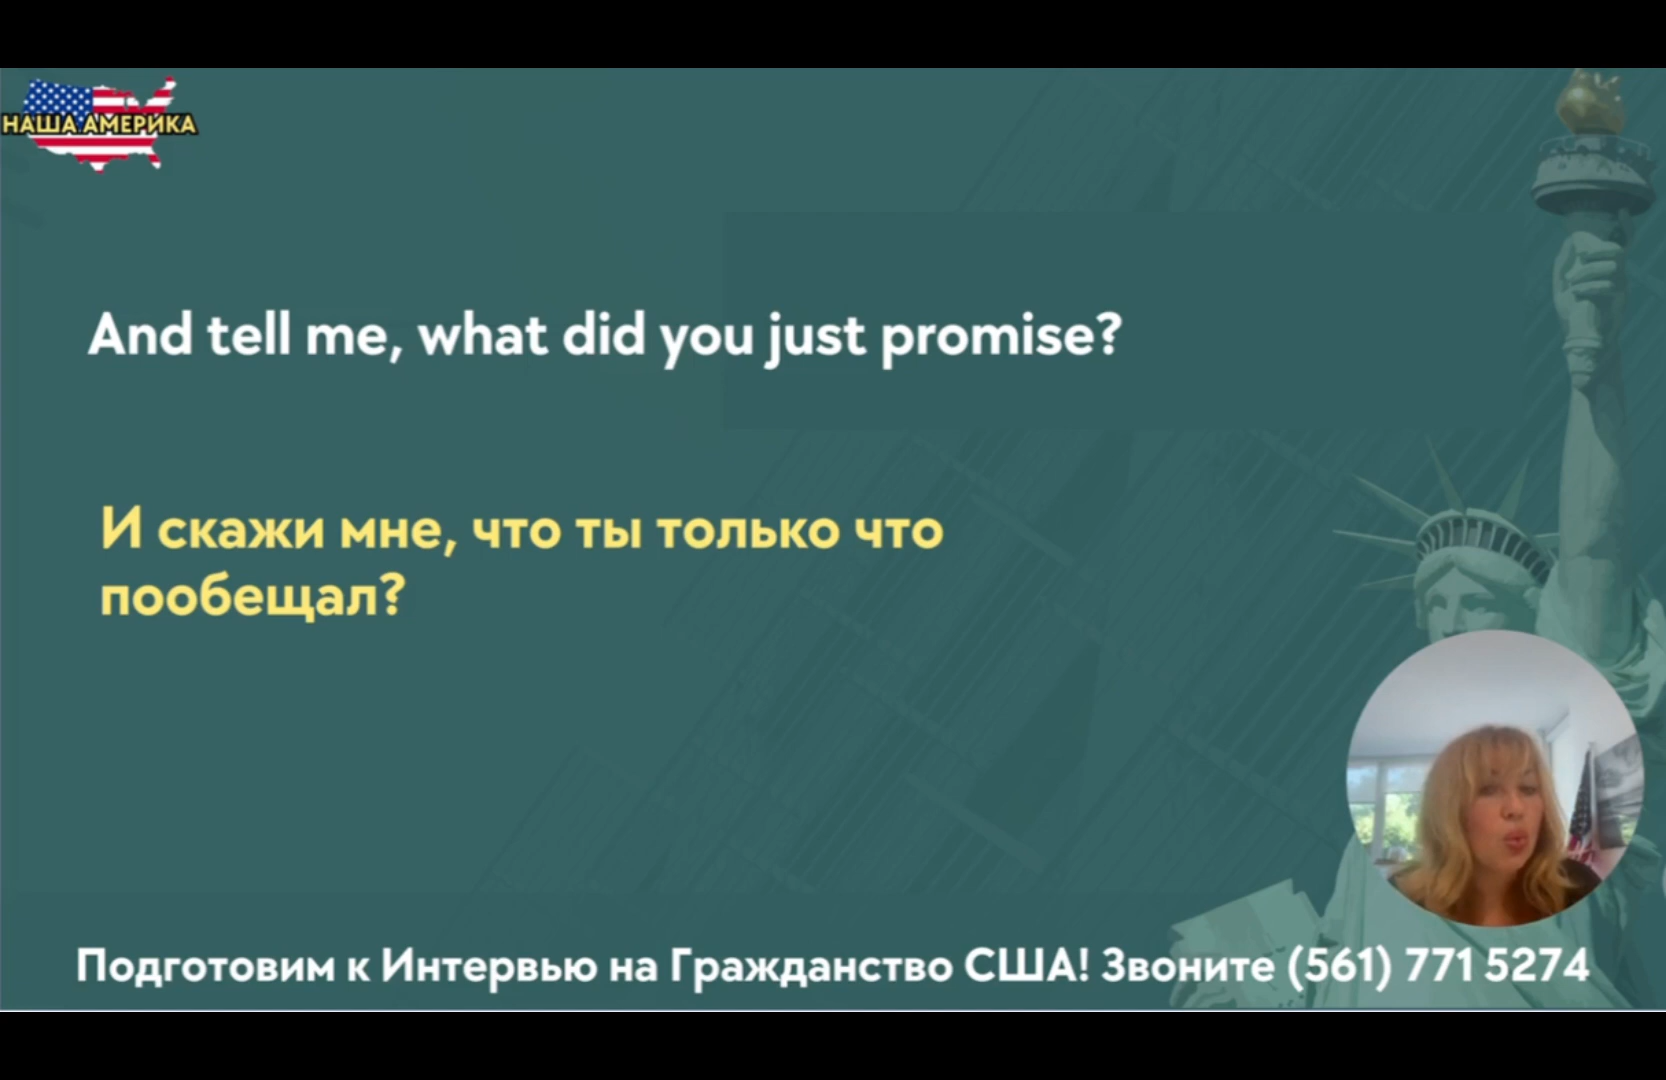 НАША АМЕРИКА
And tell me, what did you just promise?
И скажи мне, что ты только что
пообещал?
Подготовим к Интервью на Гражданство США! Звоните (561) 771 5274